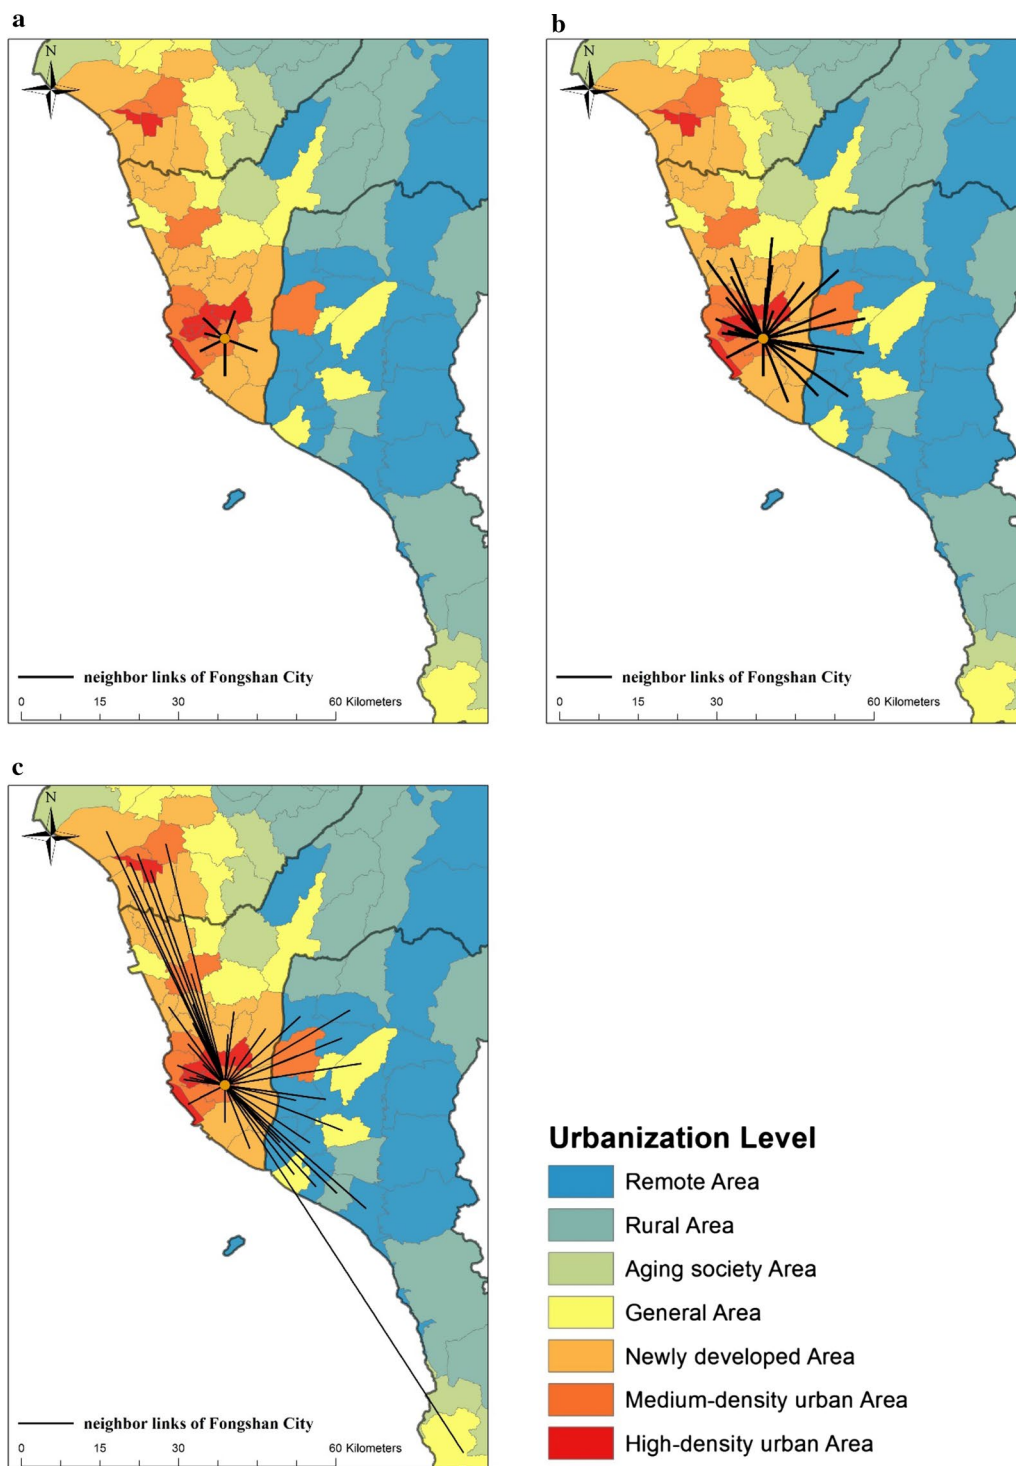 a
N
neighbor links of Fongshan City
0 15 30 60 Kilometers
b
N
neighbor links of Fongshan City
0 15 30 60 Kilometers
c
N
neighbor links of Fongshan City
0 15 30 60 Kilometers
Urbanization Level
Remote Area
Rural Area
Aging society Area
General Area
Newly developed Area
Medium-density urban Area
High-density urban Area